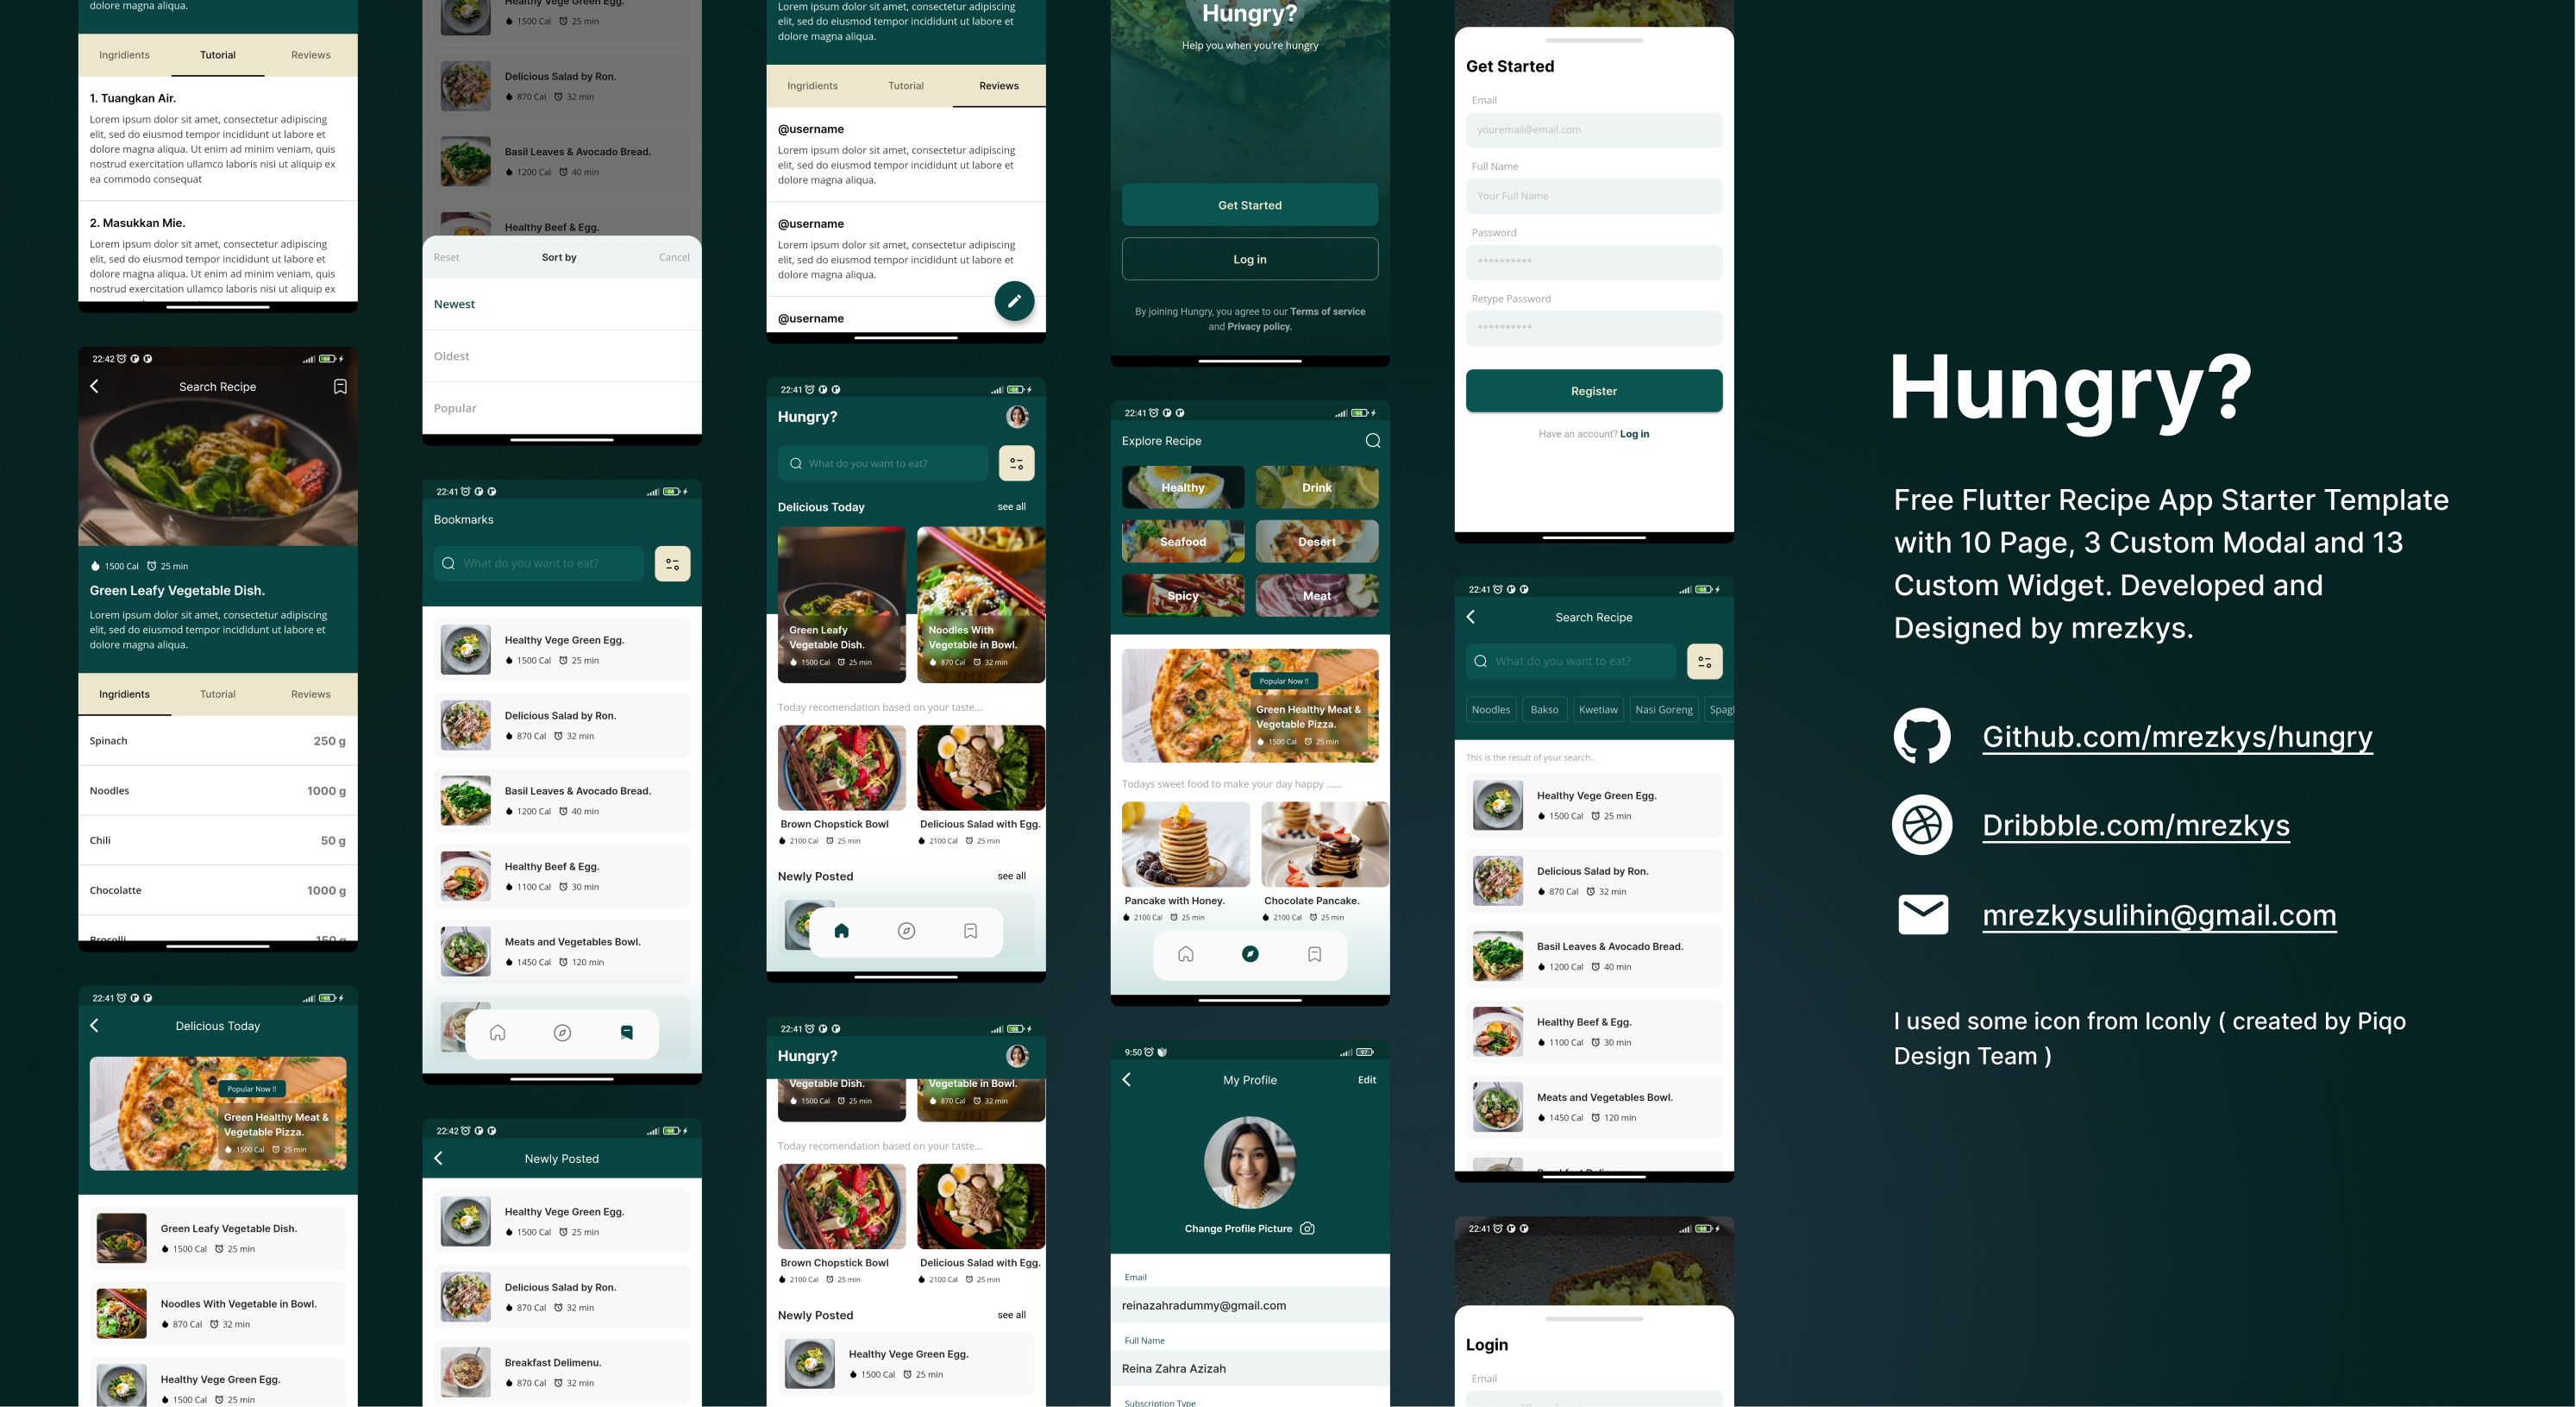 dolore magna aliqua.
Ingridients Tutorial Reviews
1. Tuangkan Air.
Lorem ipsum dolor sit amet, consectetur adipiscing
elit, sed do eiusmod tempor incididunt ut labore et
dolore magna aliqua. Ut enim ad minim veniam, quis
nostrud exercitation ullamco laboris nisi ut aliquip ex
ea commodo consequat
2. Masukkan Mie.
Lorem ipsum dolor sit amet, consectetur adipiscing
elit, sed do eiusmod tempor incididunt ut labore et
dolore magna aliqua. Ut enim ad minim veniam, quis
nostrud exercitation ullamco laboris nisi ut aliquip ex
22:42
Search Recipe
1500 Cal 25 min
Green Leafy Vegetable Dish.
Lorem ipsum dolor sit amet, consectetur adipiscing
elit, sed do eiusmod tempor incididunt ut labore et
dolore magna aliqua.
Ingridients Tutorial Reviews
Spinach 250 g
Noodles 1000 g
Chili 50 g
Chocolatte 1000 g
Brocolli 150 g
22:41
Delicious Today
Popular Now !!
Green Healthy Meat &
Vegetable Pizza.
1500 Cal 25 min
Green Leafy Vegetable Dish.
1500 Cal 25 min
Noodles With Vegetable in Bowl.
870 Cal 32 min
Healthy Vege Green Egg.
1500 Cal 25 min
Healthy Vege Green Egg.
1500 Cal 25 min
Delicious Salad by Ron.
870 Cal 32 min
Basil Leaves & Avocado Bread.
1200 Cal 40 min
Healthy Beef & Egg.
Reset Sort by Cancel
Newest
Oldest
Popular
22:41
Bookmarks
What do you want to eat?
Healthy Vege Green Egg.
1500 Cal 25 min
Delicious Salad by Ron.
870 Cal 32 min
Basil Leaves & Avocado Bread.
1200 Cal 40 min
Healthy Beef & Egg.
1100 Cal 30 min
Meats and Vegetables Bowl.
1450 Cal 120 min
22:42
Newly Posted
Healthy Vege Green Egg.
1500 Cal 25 min
Delicious Salad by Ron.
870 Cal 32 min
Breakfast Delimenu.
870 Cal 32 min
Lorem ipsum dolor sit amet, consectetur adipiscing
elit, sed do eiusmod tempor incididunt ut labore et
dolore magna aliqua.
Ingridients Tutorial Reviews
@username
Lorem ipsum dolor sit amet, consectetur adipiscing
elit, sed do eiusmod tempor incididunt ut labore et
dolore magna aliqua.
@username
Lorem ipsum dolor sit amet, consectetur adipiscing
elit, sed do eiusmod tempor incididunt ut labore et
dolore magna aliqua.
@username
22:41
Hungry?
What do you want to eat?
Delicious Today see all
Green Leafy
Vegetable Dish.
1500 Cal 25 min
Noodles With
Vegetable in Bowl.
870 Cal 32 min
Today recomendation based on your taste...
Brown Chopstick Bowl
2100 Cal 25 min
Delicious Salad with Egg.
2100 Cal 25 min
Newly Posted see all
22:41
Hungry?
Vegetable Dish.
1500 Cal 25 min
Vegetable in Bowl.
870 Cal 32 min
Today recomendation based on your taste...
Brown Chopstick Bowl
2100 Cal 25 min
Delicious Salad with Egg.
2100 Cal 25 min
Newly Posted see all
Healthy Vege Green Egg.
1500 Cal 25 min
Hungry?
Help you when you're hungry
Get Started
Log in
By joining Hungry, you agree to our Terms of service
and Privacy policy.
22:41
Explore Recipe
Healthy Drink
Seafood Desert
Spicy Meat
Popular Now !!
Green Healthy Meat &
Vegetable Pizza.
1500 Cal 25 min
Todays sweet food to make your day happy ......
Pancake with Honey.
2100 Cal 25 min
Chocolate Pancake.
2100 Cal 25 min
9:50 97
My Profile Edit
Change Profile Picture
Email
reinazahradummy@gmail.com
Full Name
Reina Zahra Azizah
Subscription Type
Get Started
Email
youremail@email.com
Full Name
Your Full Name
Password
**********
Retype Password
**********
Register
Have an account? Log in
22:41
Search Recipe
What do you want to eat?
Noodles Bakso Kwetiaw Nasi Goreng Spagh
This is the result of your search..
Healthy Vege Green Egg.
1500 Cal 25 min
Delicious Salad by Ron.
870 Cal 32 min
Basil Leaves & Avocado Bread.
1200 Cal 40 min
Healthy Beef & Egg.
1100 Cal 30 min
Meats and Vegetables Bowl.
1450 Cal 120 min
22:41
Login
Email
Hungry?
Free Flutter Recipe App Starter Template
with 10 Page, 3 Custom Modal and 13
Custom Widget. Developed and
Designed by mrezkys.
Github.com/mrezkys/hungry
Dribbble.com/mrezkys
mrezkysulihin@gmail.com
I used some icon from Iconly ( created by Piqo
Design Team )